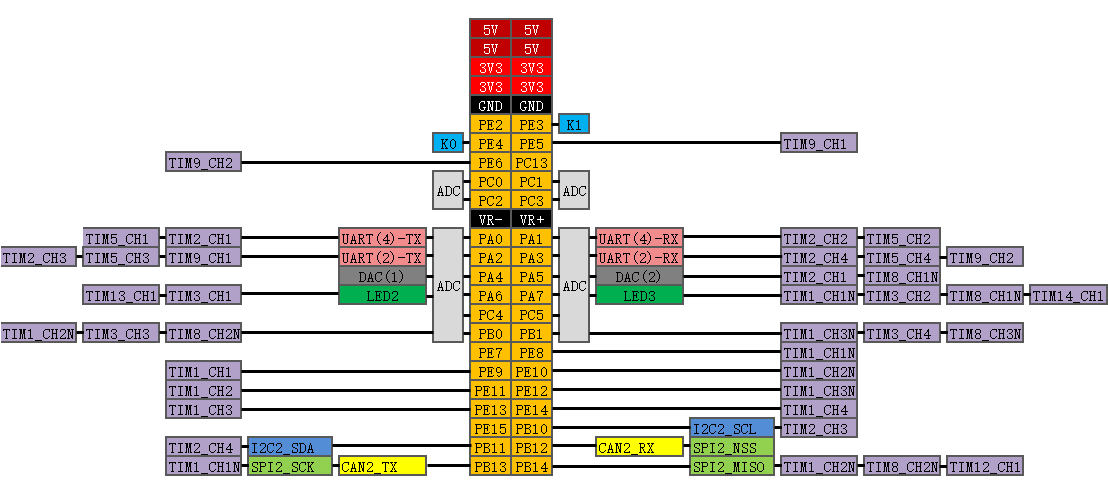 5V 5V
5V 5V
3V3 3V3
3V3 3V3
GND GND
PE2 PE3 K1
K0 PE4 PE5 TIM9_CH1
TIM9_CH2 PE6 PC13
ADC PC0 PC1 ADC
PC2 PC3
VR- VR+
TIM5_CH1 TIM2_CH1 UART(4)-TX PA0 PA1 UART(4)-RX TIM2_CH2 TIM5_CH2
TIM2_CH3 TIM5_CH3 TIM9_CH1 UART(2)-TX PA2 PA3 UART(2)-RX TIM2_CH4 TIM5_CH4 TIM9_CH2
DAC(1) ADC PA4 PA5 ADC DAC(2) TIM2_CH1 TIM8_CH1N
TIM13_CH1 TIM3_CH1 LED2 PA6 PA7 LED3 TIM1_CH1N TIM3_CH2 TIM8_CH1N TIM14_CH1
PC4 PC5
TIM1_CH2N TIM3_CH3 TIM8_CH2N PB0 PB1 TIM1_CH3N TIM3_CH4 TIM8_CH3N
PE7 PE8 TIM1_CH1N
TIM1_CH1 PE9 PE10 TIM1_CH2N
TIM1_CH2 PE11 PE12 TIM1_CH3N
TIM1_CH3 PE13 PE14 TIM1_CH4
PE15 PB10 I2C2_SCL TIM2_CH3
TIM2_CH4 I2C2_SDA PB11 PB12 CAN2_RX SPI2_NSS
TIM1_CH1N SPI2_SCK CAN2_TX PB13 PB14 SPI2_MISO TIM1_CH2N TIM8_CH2N TIM12_CH1